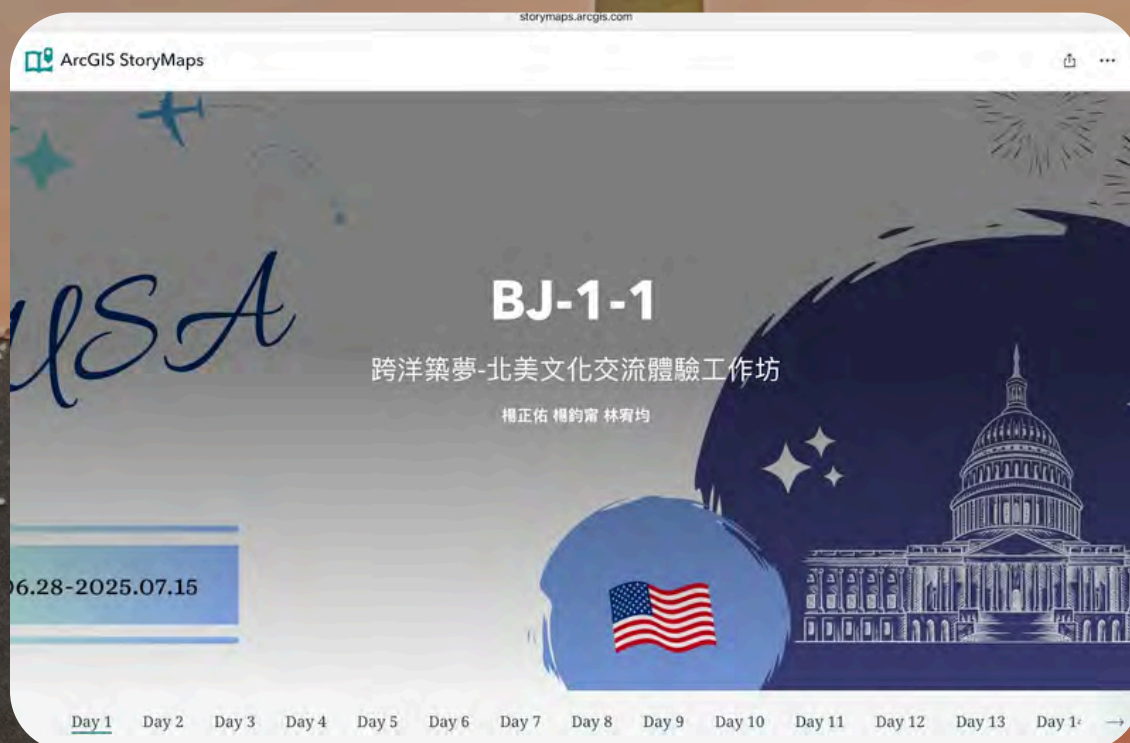 storymaps.arcgis.com
ArcGIS StoryMaps
USA
BJ-1-1
跨洋築夢-北美文化交流體驗工作坊
楊正佑 楊鈞甯 林宥均
06.28-2025.07.15
Day 1 Day 2 Day 3 Day 4 Day 5 Day 6 Day 7 Day 8 Day 9 Day 10 Day 11 Day 12 Day 13